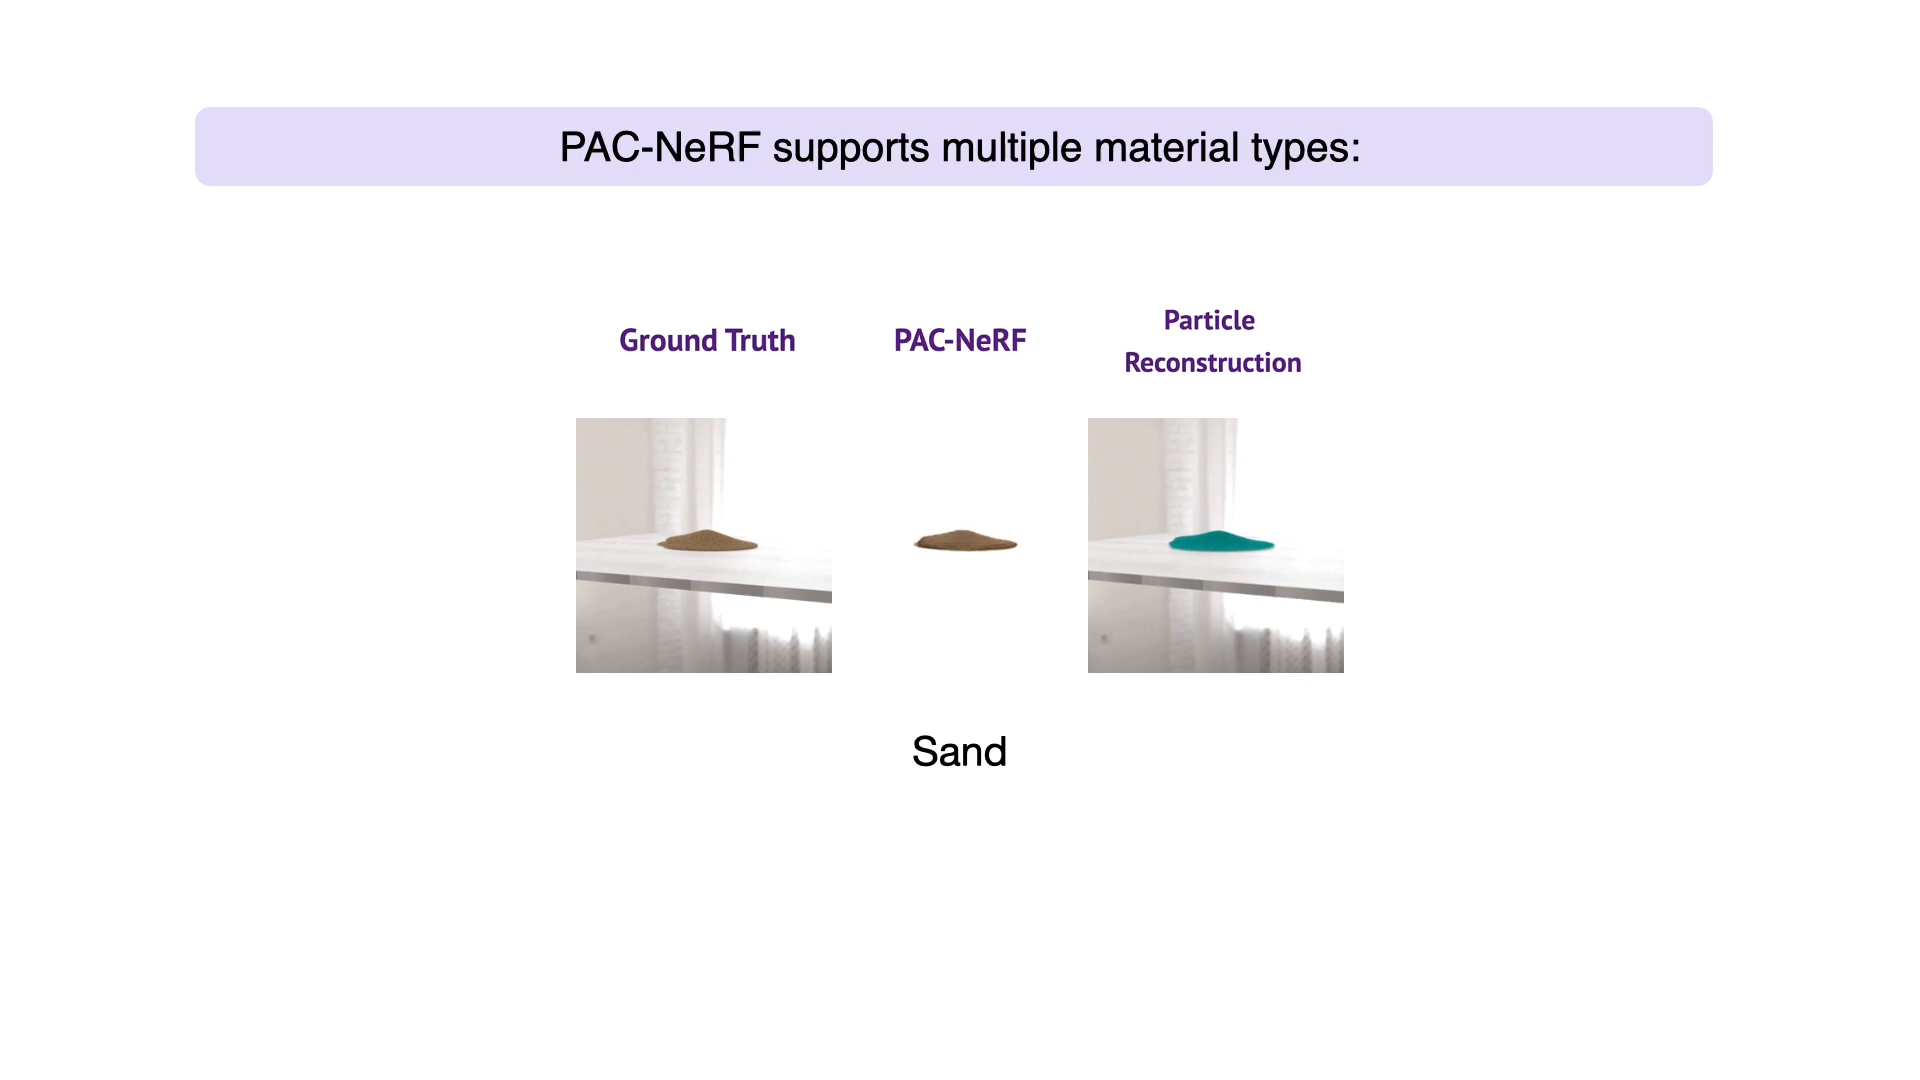 PAC-NeRF supports multiple material types:
Ground Truth
PAC-NeRF
Particle
Reconstruction
Sand